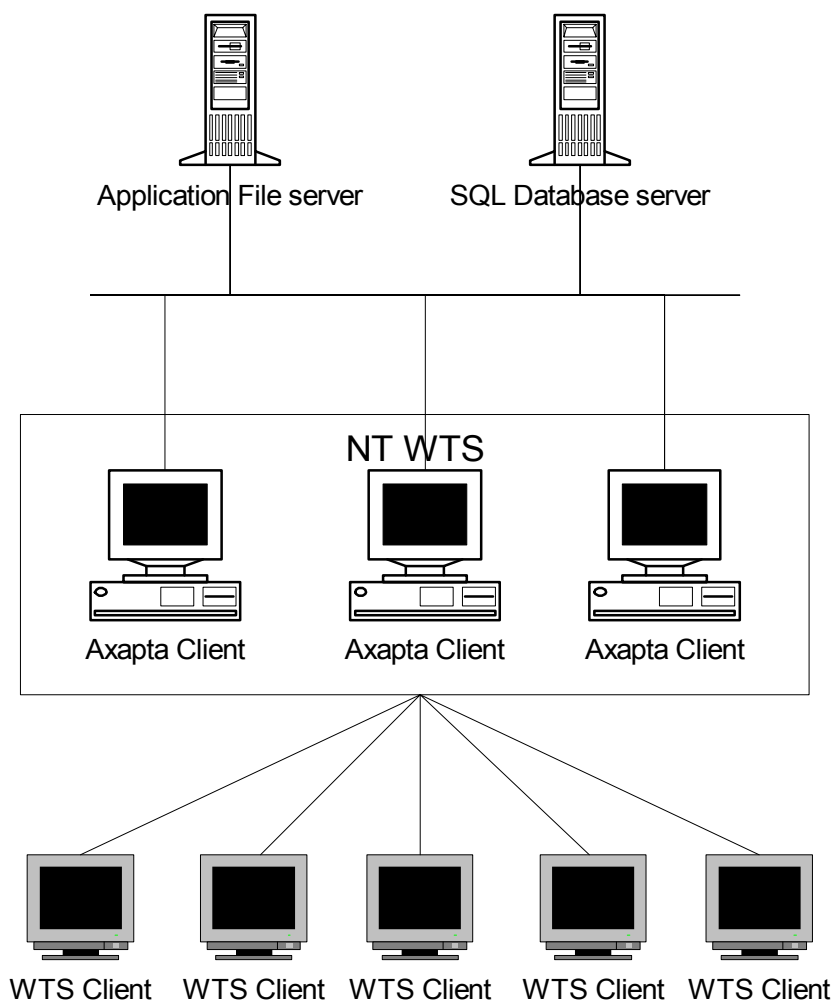 Application File server
SQL Database server
NT WTS
Axapta Client
Axapta Client
Axapta Client
WTS Client
WTS Client
WTS Client
WTS Client
WTS Client